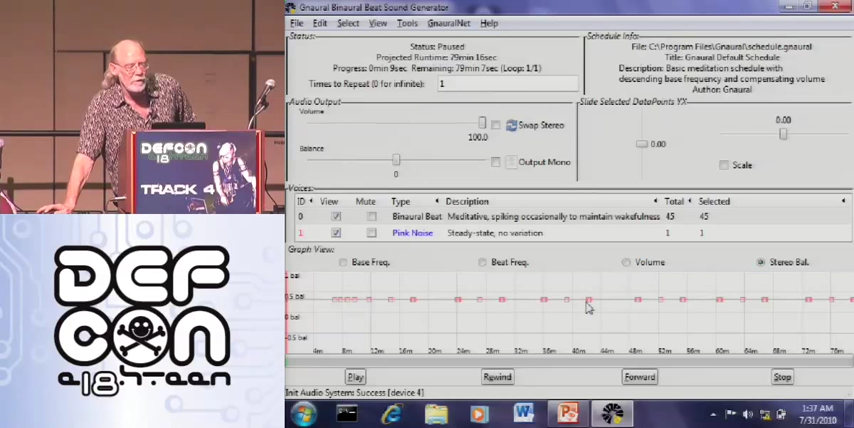 Gnaural Binaural Beat Sound Generator
File Edit Select View Tools GnauralNet Help
Status:
Status: Paused
Projected Runtime: 79min 16sec
Progress: 0min 9sec Remaining: 79min 7sec (Loop: 1/1)
Times to Repeat (0 for infinite): 1
Schedule Info:
File: C:\Program Files\Gnaural\schedule.gnaural
Title: Gnaural Default Schedule
Description: Basic meditation schedule with
descending base frequency and compensating volume
Author: Gnaural
Audio Output
Volume
100.0
Swap Stereo
Balance
0
Output Mono
Slide Selected DataPoints YX
0.00
0.00
Scale
Voices:
ID View Mute Type Description Total Selected
0 Binaural Beat Meditative, spiking occasionally to maintain wakefulness 45 45
1 Pink Noise Steady-state, no variation 1 1
Graph View:
Base Freq. Beat Freq. Volume Stereo Bal.
1 bal
0.5 bal
0 bal
-0.5 bal
4m 8m 12m 16m 20m 24m 28m 32m 36m 40m 44m 48m 52m 56m 60m 64m 68m 72m 76m
Play Rewind Forward Stop
Init Audio Systems Success [device 4]
1:37 AM
7/31/2010
DEFCON
18
TRACK 4
DEF
CON
e18hteen